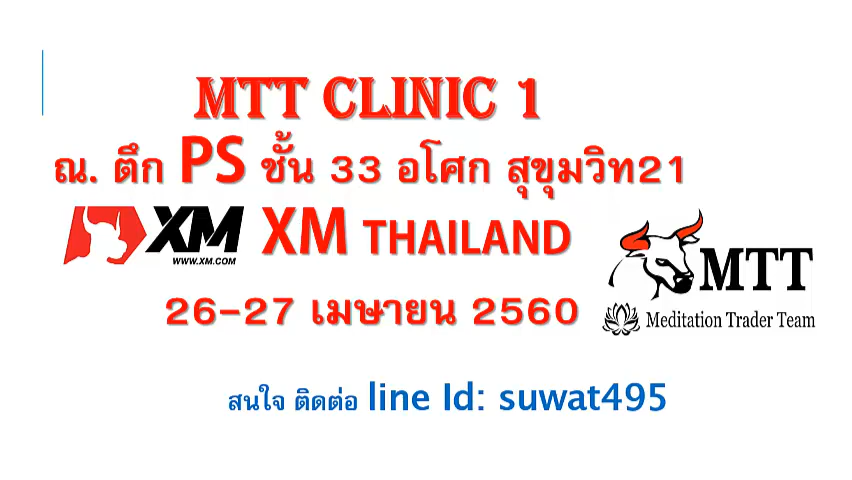 MTT CLINIC 1
ณ. ตึก PS ชั้น 33 อโศก สุขุมวิท21
XM XM THAILAND
WWW.XM.COM
MTT
Meditation Trader Team
26-27 เมษายน 2560
สนใจ ติดต่อ line Id: suwat495